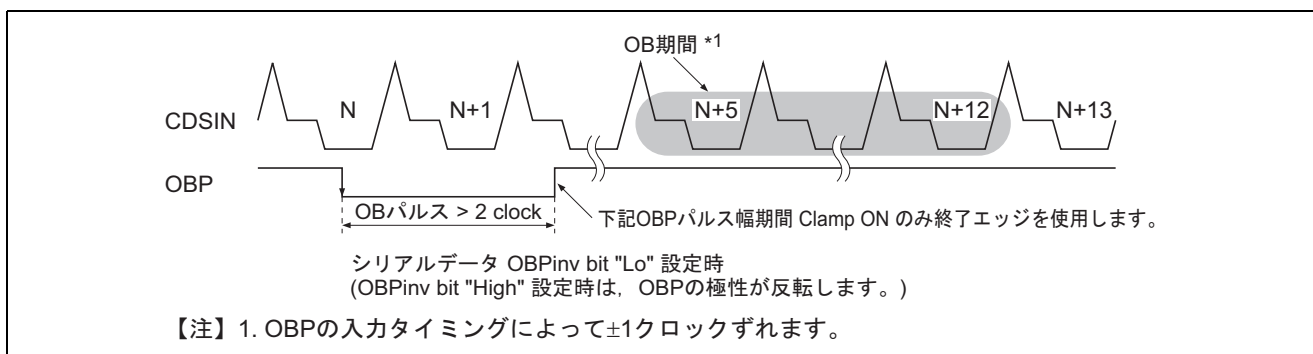 OB期間 *1
CDSIN N N+1 N+5 N+12 N+13
OBP
OBパルス > 2 clock
下記OBPパルス幅期間 Clamp ON のみ終了エッジを使用します。
シリアルデータ OBPinv bit "Lo" 設定時
(OBPinv bit "High" 設定時は，OBPの極性が反転します。)
【注】1. OBPの入力タイミングによって±1クロックずれます。